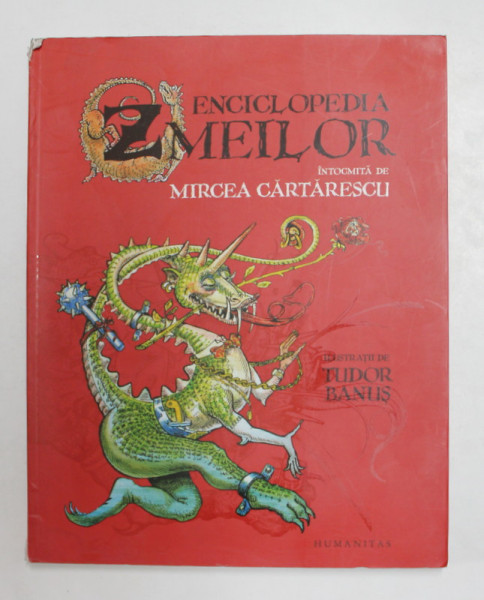 ENCICLOPEDIA
ZMEILOR
ÎNTOCMITĂ DE
MIRCEA CĂRTĂRESCU
ILUSTRAȚII DE
TUDOR
BANUȘ
HUMANITAS